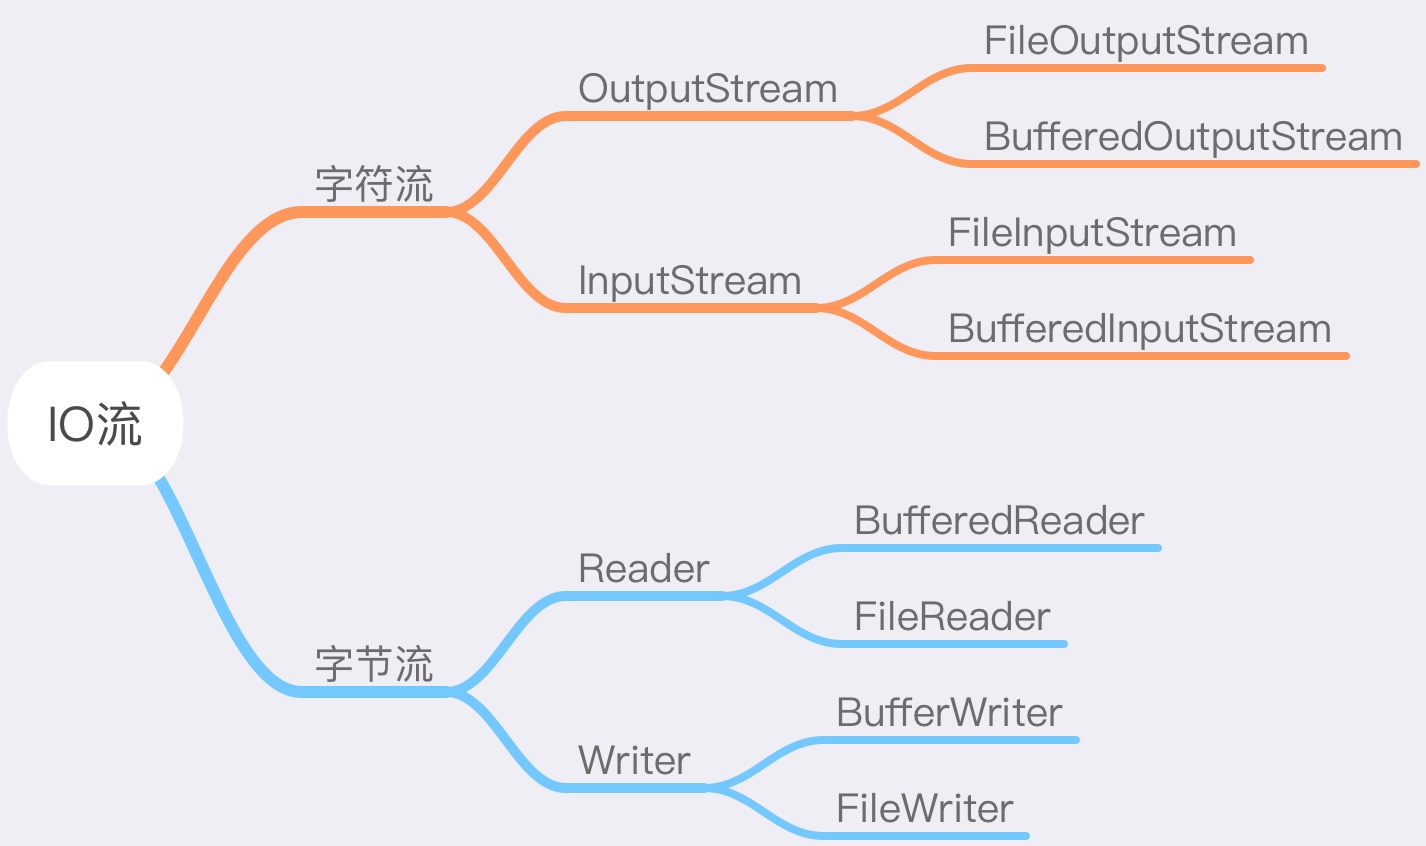 IO流
字符流
OutputStream
FileOutputStream
BufferedOutputStream
InputStream
FileInputStream
BufferedInputStream
字节流
Reader
BufferedReader
FileReader
Writer
BufferWriter
FileWriter